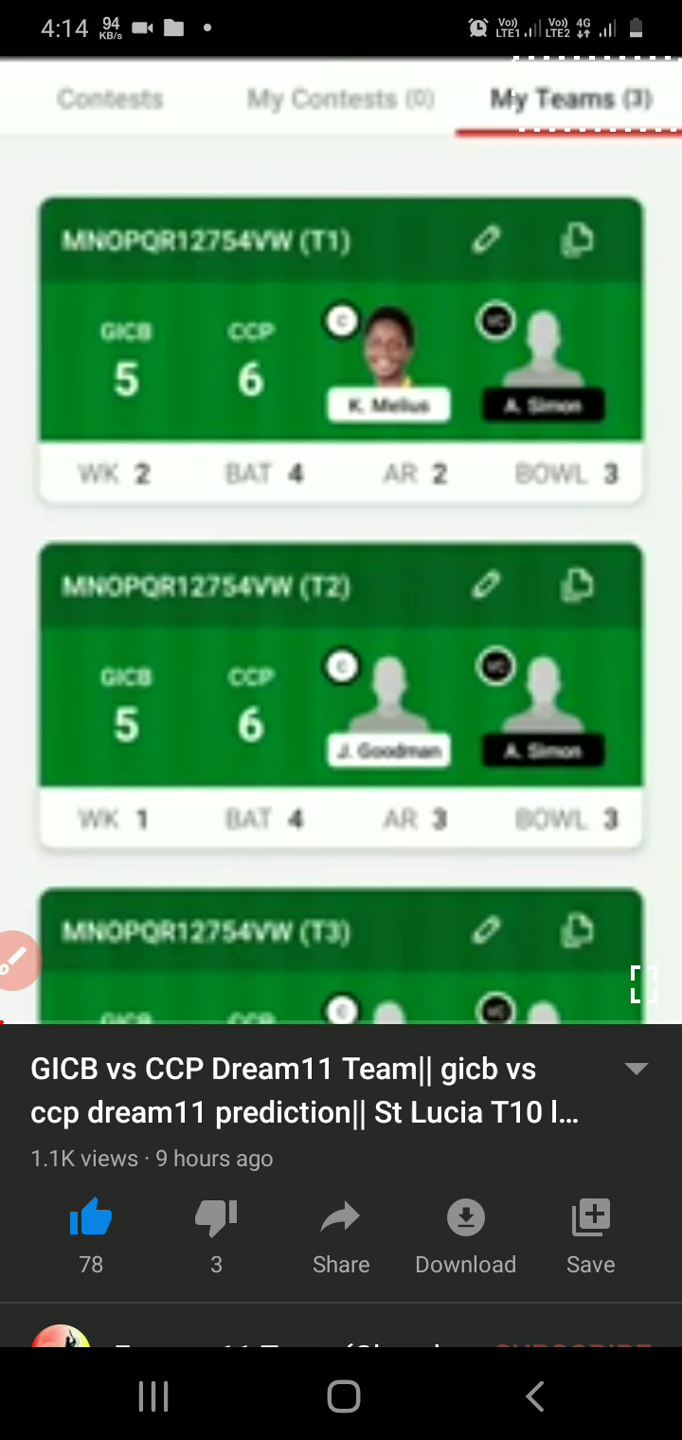 4:14 94 KB/s Vo)) LTE1 Vo)) LTE2 4G
Contests My Contests (0) My Teams (3)
MNOPQR12754VW (T1)
GICB CCP C VC
5 6
K. Melius A. Simon
WK 2 BAT 4 AR 2 BOWL 3
MNOPQR12754VW (T2)
GICB CCP C VC
5 6
J. Goodman A. Simon
WK 1 BAT 4 AR 3 BOWL 3
MNOPQR12754VW (T3)
GICB CCP C VC
GICB vs CCP Dream11 Team|| gicb vs
ccp dream11 prediction|| St Lucia T10 l...
1.1K views · 9 hours ago
78 3 Share Download Save
SUBSCRIBE